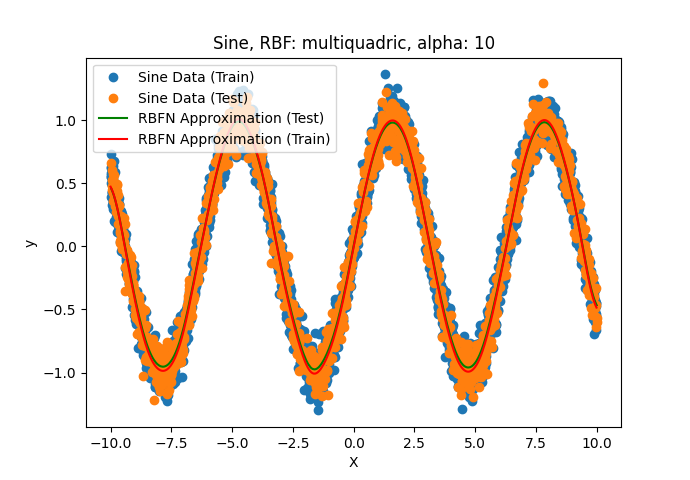 Sine, RBF: multiquadric, alpha: 10
Sine Data (Train)
Sine Data (Test)
RBFN Approximation (Test)
RBFN Approximation (Train)
1.0
0.5
0.0
−0.5
−1.0
y
−10.0 −7.5 −5.0 −2.5 0.0 2.5 5.0 7.5 10.0
X